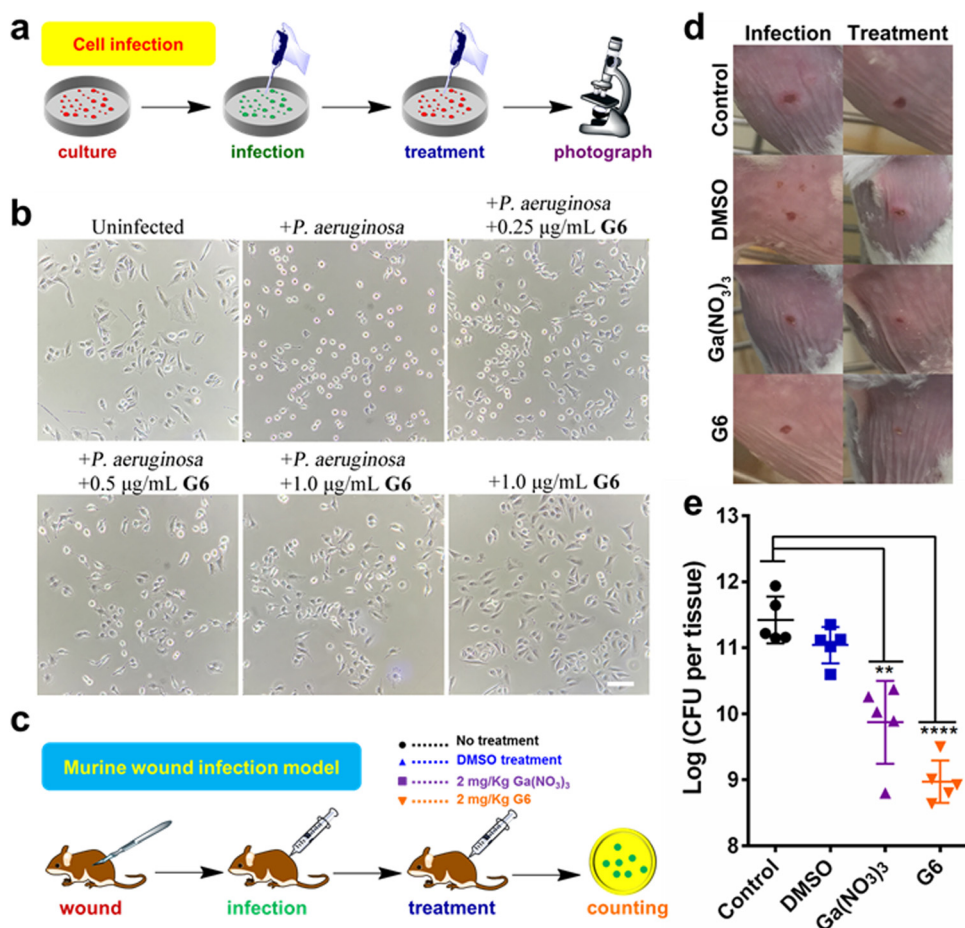 a
Cell infection
culture
infection
treatment
photograph
b
Uninfected
+P. aeruginosa
+P. aeruginosa
+0.25 μg/mL G6
+P. aeruginosa
+0.5 μg/mL G6
+P. aeruginosa
+1.0 μg/mL G6
+1.0 μg/mL G6
c
Murine wound infection model
No treatment
DMSO treatment
2 mg/Kg Ga(NO₃)₃
2 mg/Kg G6
wound
infection
treatment
counting
d
Infection
Treatment
Control
DMSO
Ga(NO₃)₃
G6
e
Log (CFU per tissue)
13
12
11
10
9
8
**
****
Control
DMSO
Ga(NO₃)₃
G6